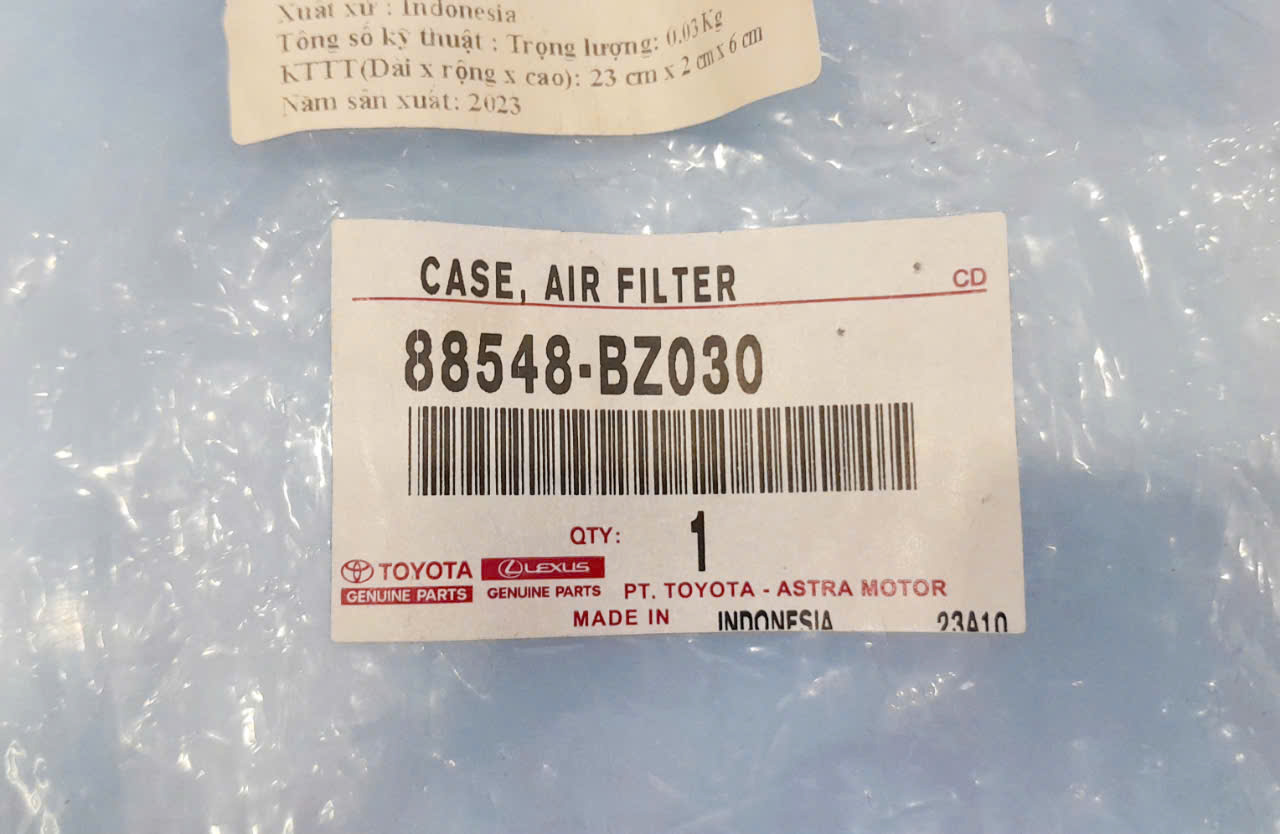 Xuất xứ : Indonesia
Tông số kỹ thuật : Trọng lượng: 0.03Kg
KTTT(Dài x rộng x cao): 23 cm x 2 cm x 6 cm
Năm sản xuất: 2023
CASE, AIR FILTER
CD
88548-BZ030
QTY: 1
TOYOTA
GENUINE PARTS
LEXUS
GENUINE PARTS
PT. TOYOTA - ASTRA MOTOR
MADE IN INDONESIA 23A10